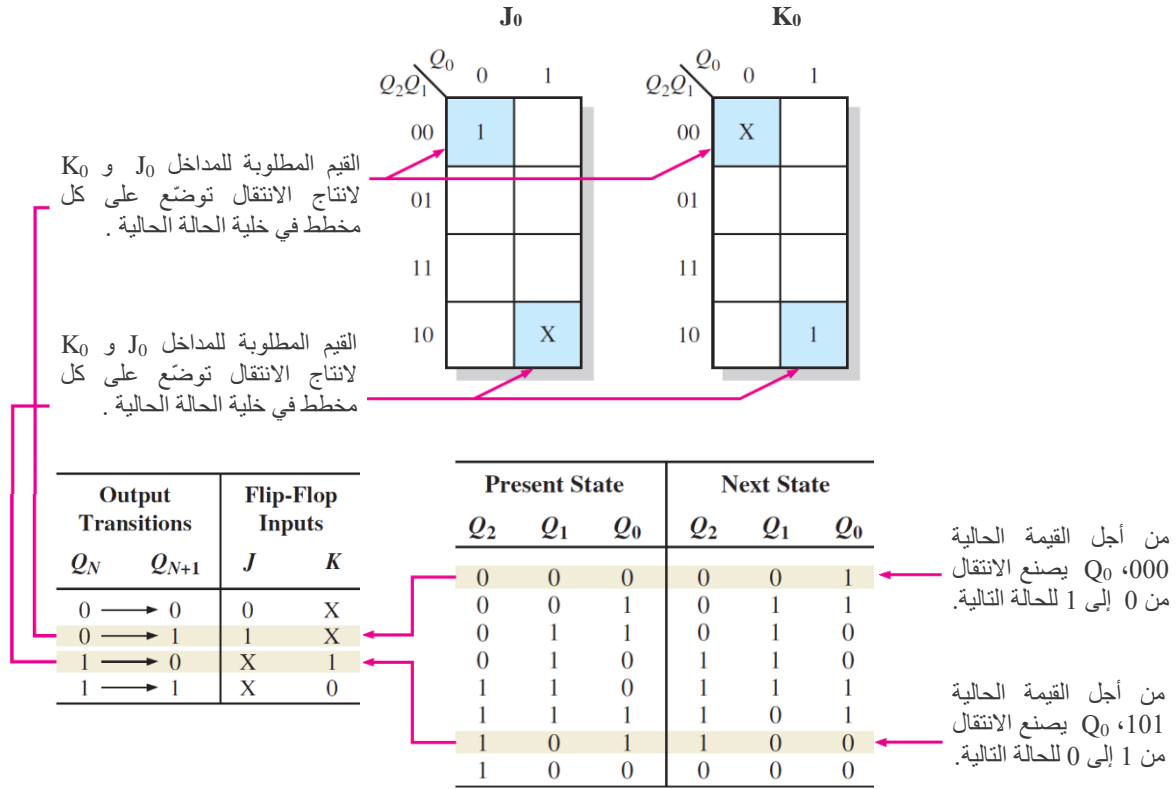 J₀ K₀
Q₀ 0 1
Q₂Q₁
00 1
01
11
10 X
Q₀ 0 1
Q₂Q₁
00 X
01
11
10 1
القيم المطلوبة للمداخل J₀ و K₀
لانتاج الانتقال توضّع على كل
مخطط في خلية الحالة الحالية .
القيم المطلوبة للمداخل J₀ و K₀
لانتاج الانتقال توضّع على كل
مخطط في خلية الحالة الحالية .
Output Transitions Flip-Flop Inputs
Q_N Q_N+1 J K
0 → 0 0 X
0 → 1 1 X
1 → 0 X 1
1 → 1 X 0
Present State Next State
Q₂ Q₁ Q₀ Q₂ Q₁ Q₀
0 0 0 0 0 1
0 0 1 0 1 1
0 1 1 0 1 0
0 1 0 1 1 0
1 1 0 1 1 1
1 1 1 1 0 1
1 0 1 1 0 0
1 0 0 0 0 0
من أجل القيمة الحالية
000، Q₀ يصنع الانتقال
من 0 إلى 1 للحالة التالية.
من أجل القيمة الحالية
101، Q₀ يصنع الانتقال
من 1 إلى 0 للحالة التالية.